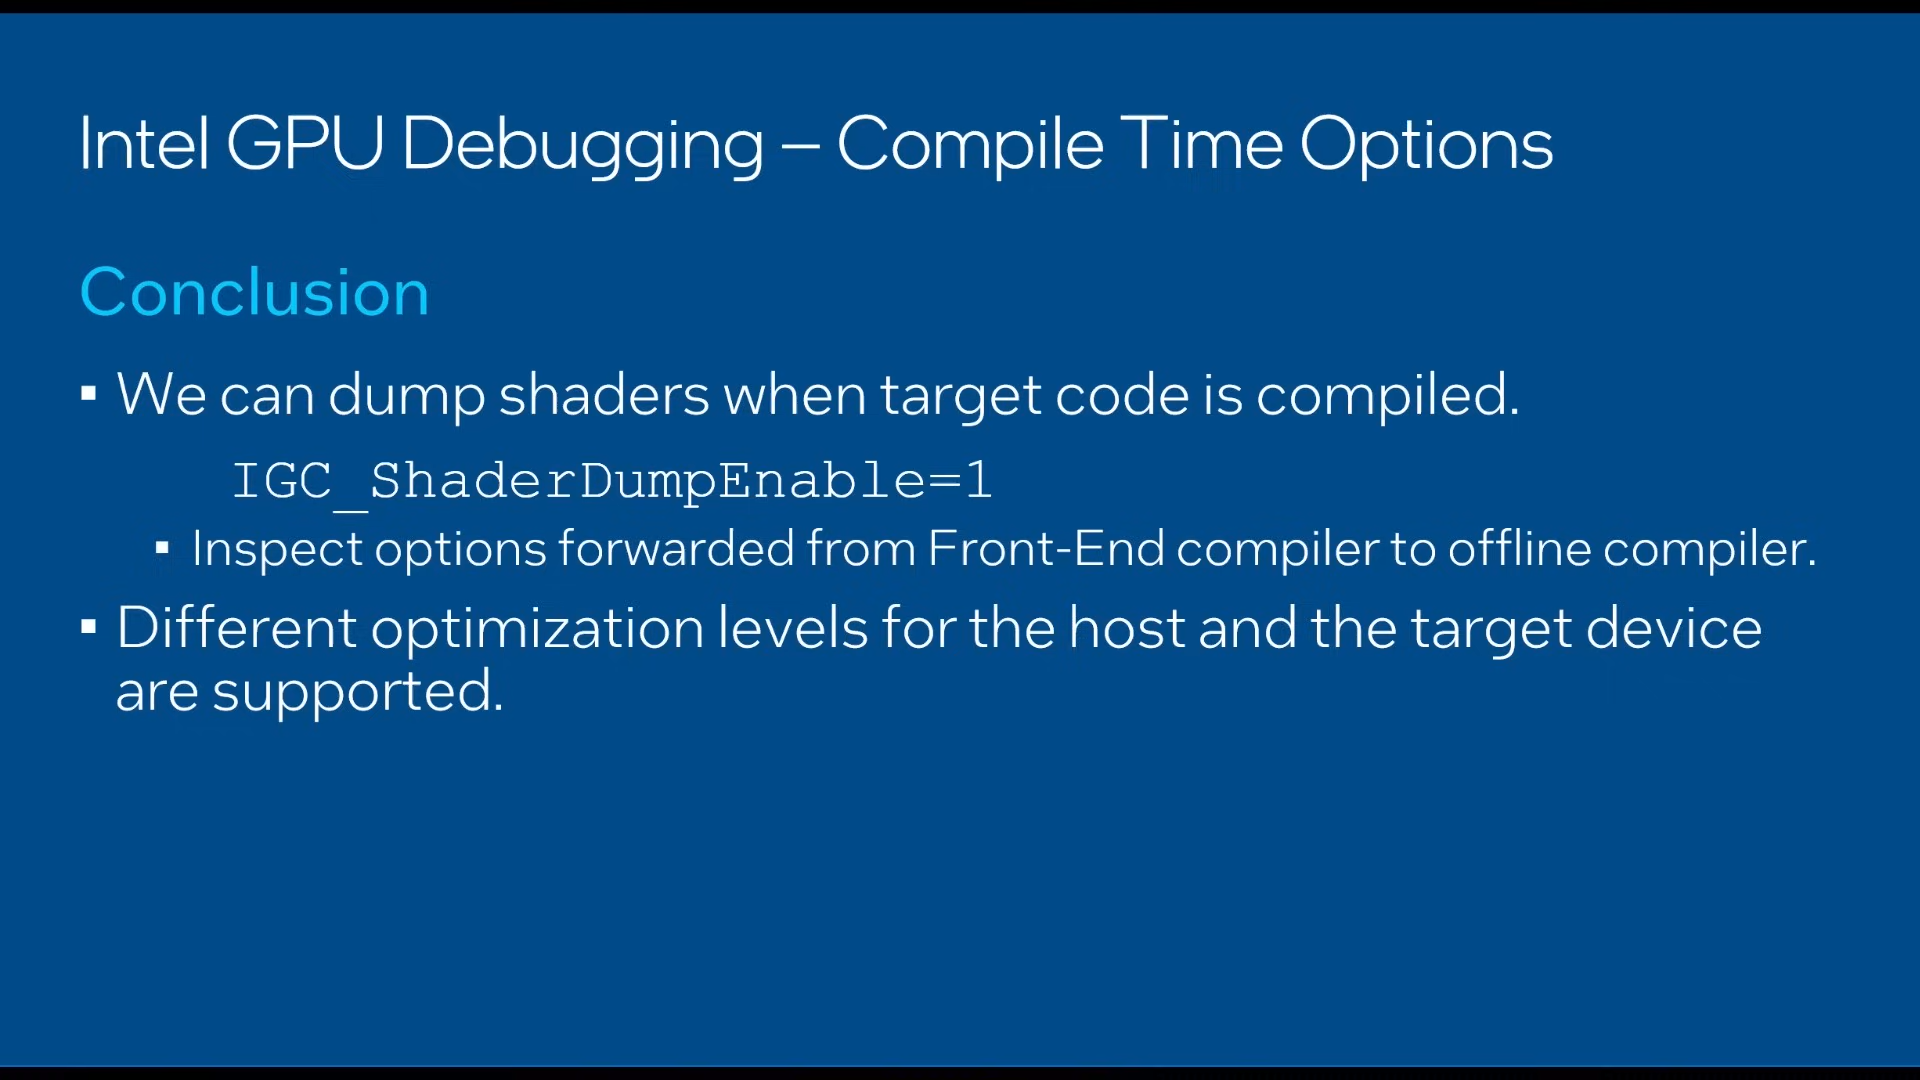 Intel GPU Debugging – Compile Time Options
Conclusion
▪ We can dump shaders when target code is compiled.
IGC_ShaderDumpEnable=1
▪ Inspect options forwarded from Front-End compiler to offline compiler.
▪ Different optimization levels for the host and the target device
are supported.